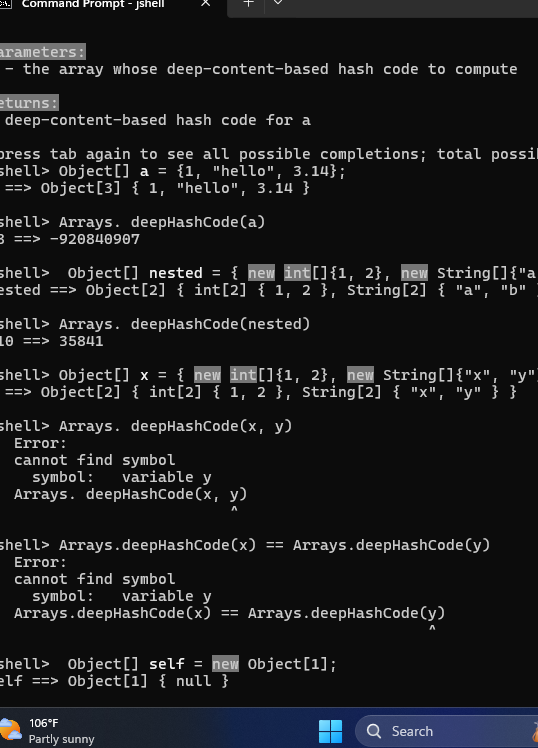 Command Prompt - jshell
arameters:
- the array whose deep-content-based hash code to compute
eturns:
deep-content-based hash code for a
press tab again to see all possible completions; total possi
shell> Object[] a = {1, "hello", 3.14};
==> Object[3] { 1, "hello", 3.14 }
shell> Arrays. deepHashCode(a)
8 ==> -920840907
shell>  Object[] nested = { new int[]{1, 2}, new String[]{"a
ested ==> Object[2] { int[2] { 1, 2 }, String[2] { "a", "b"
shell> Arrays. deepHashCode(nested)
10 ==> 35841
shell> Object[] x = { new int[]{1, 2}, new String[]{"x", "y"}
==> Object[2] { int[2] { 1, 2 }, String[2] { "x", "y" } }
shell> Arrays. deepHashCode(x, y)
Error:
cannot find symbol
symbol:   variable y
Arrays. deepHashCode(x, y)
^
shell> Arrays.deepHashCode(x) == Arrays.deepHashCode(y)
Error:
cannot find symbol
symbol:   variable y
Arrays.deepHashCode(x) == Arrays.deepHashCode(y)
^
shell>  Object[] self = new Object[1];
elf ==> Object[1] { null }
106°F
Partly sunny
Search